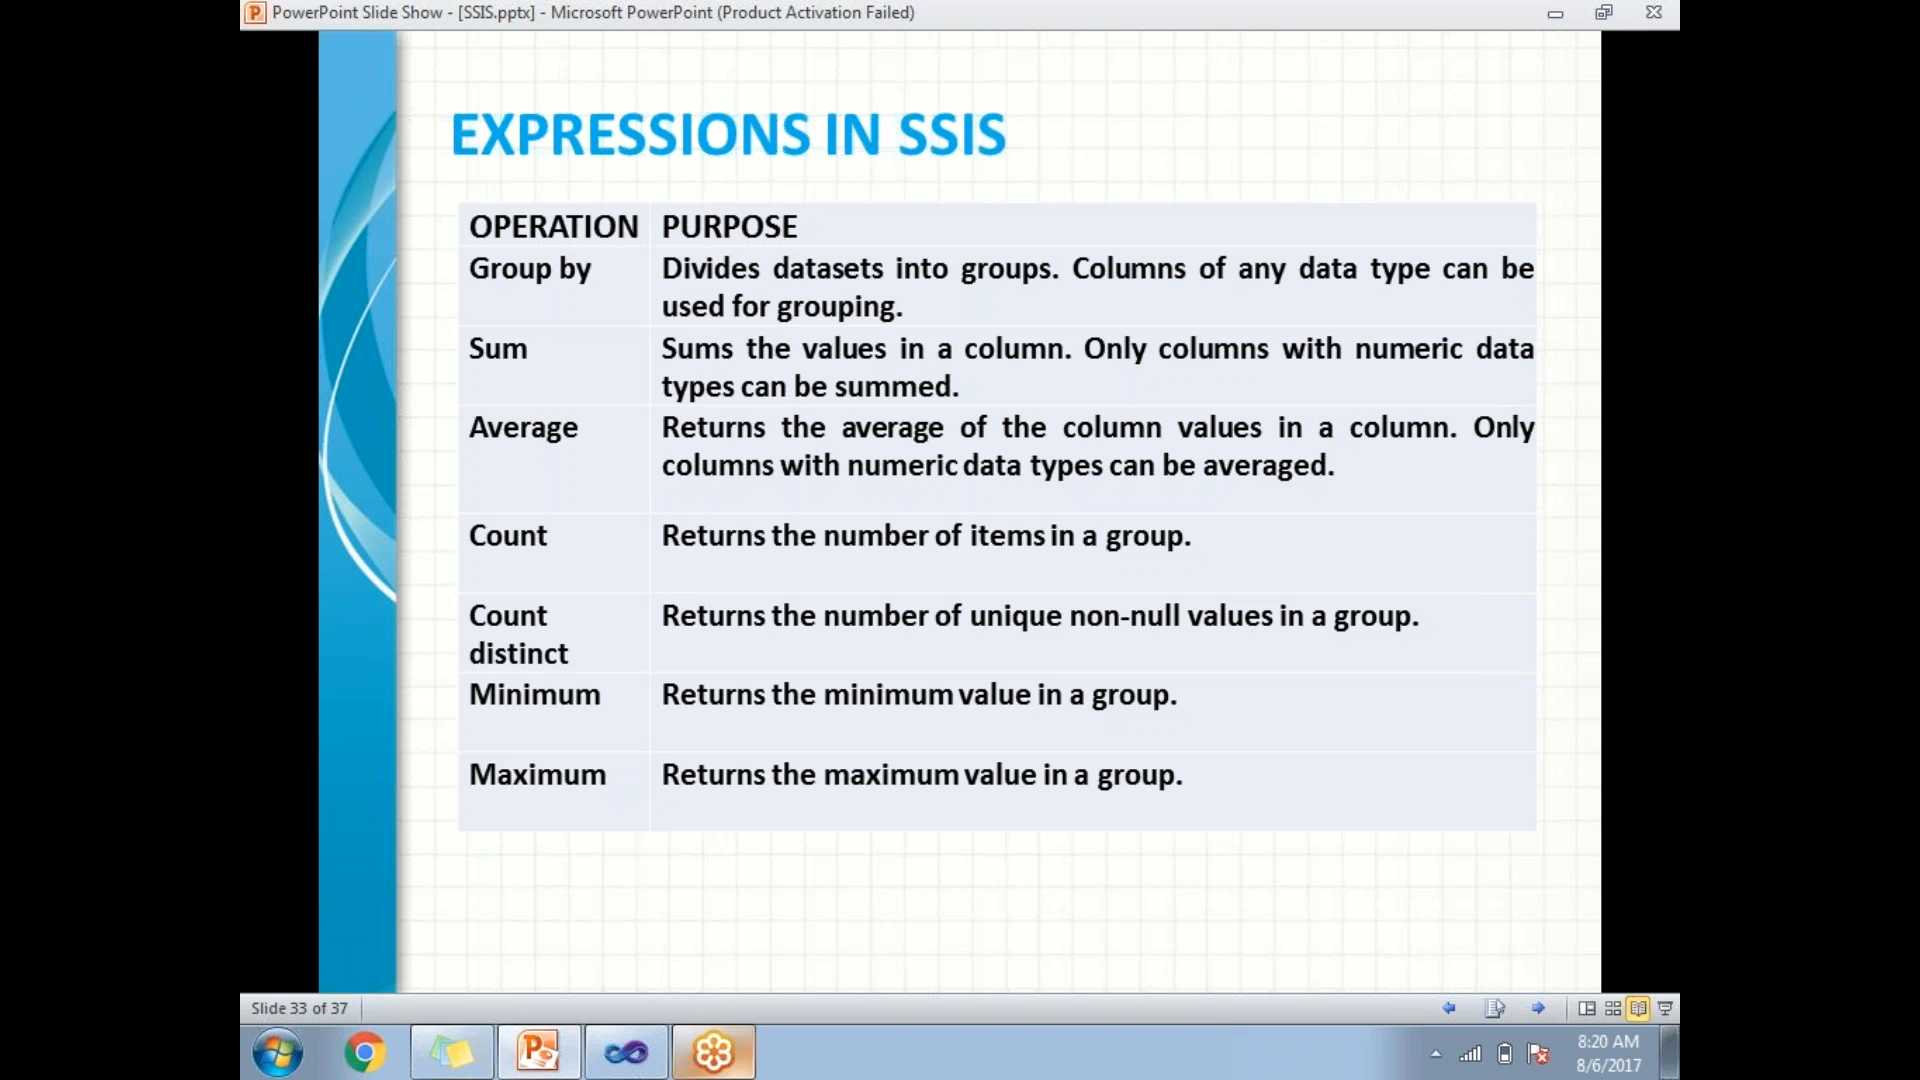 PowerPoint Slide Show - [SSIS.pptx] - Microsoft PowerPoint (Product Activation Failed)
EXPRESSIONS IN SSIS
OPERATION PURPOSE
Group by Divides datasets into groups. Columns of any data type can be
used for grouping.
Sum Sums the values in a column. Only columns with numeric data
types can be summed.
Average Returns the average of the column values in a column. Only
columns with numeric data types can be averaged.
Count Returns the number of items in a group.
Count Returns the number of unique non-null values in a group.
distinct
Minimum Returns the minimum value in a group.
Maximum Returns the maximum value in a group.
Slide 33 of 37
8:20 AM
8/6/2017